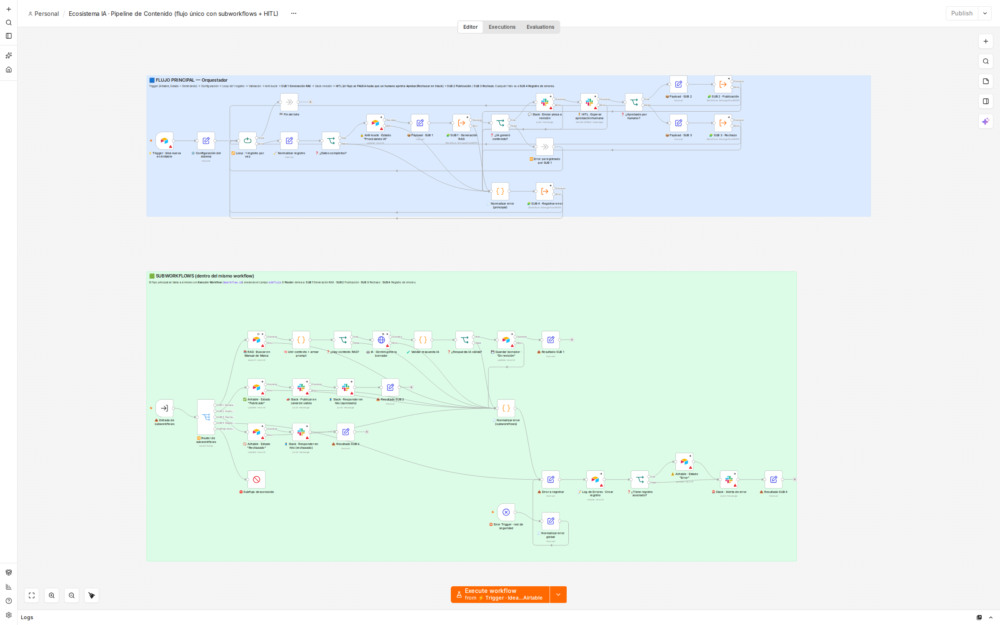 Personal / Ecosistema IA · Pipeline de Contenido (flujo único con subworkflows + HITL)
Publish
Editor
Executions
Evaluations
🟦 FLUJO PRINCIPAL — Orquestador
Trigger (Airtable, Estado = Generando) → Configuración → Loop de 1 registro → Validación → Anti-bucle → SUB 1 Generación RAG → Slack revisión → HITL (el flujo se PAUSA hasta que un humano aprieta Aprobar/Rechazar en Slack) → SUB 2 Publicación / SUB 3 Rechazo. Cualquier fallo va a SUB 4 Registro de errores.
⚡ Trigger · Idea nueva
en Airtable
⚙️ Configuración del
sistema
manual
🔁 Loop · 1 registro por
vez
done
loop
🏁 Fin del lote
🧹 Normalizar registro
manual
❓ ¿Datos completos?
true
false
🔒 Anti-bucle · Estado
"Procesando IA"
update: record
Success
Error
📦 Payload · SUB 1
manual
🧩 SUB 1 · Generación
RAG
Workflow: EntregaFinalWF01
Success
Error
❓ ¿IA generó
contenido?
true
false
💬 Slack · Enviar pieza a
revisión
post: message
Success
Error
🧍 HITL · Esperar
aprobación humana
sendAndWait: message
Success
Error
❓ ¿Aprobado por
humano?
true
false
📦 Payload · SUB 2
manual
🧩 SUB 2 · Publicación
Workflow: EntregaFinalWF01
Success
Error
📦 Payload · SUB 3
manual
🧩 SUB 3 · Rechazo
Workflow: EntregaFinalWF01
Success
Error
➡️ Error ya registrado
por SUB 1
🧾 Normalizar error
(principal)
🧩 SUB 4 · Registrar error
Workflow: EntregaFinalWF01
Success
Error
🟩 SUBWORKFLOWS (dentro del mismo workflow)
El flujo principal se llama a sí mismo con Execute Workflow ($workflow.id) enviando el campo subflujo. El Router deriva a: SUB 1 Generación RAG · SUB 2 Publicación · SUB 3 Rechazo · SUB 4 Registro de errores.
📚 RAG · Buscar en
Manual de Marca
search: record
Success
Error
🧠 Unir contexto + armar
prompt
❓ ¿Hay contexto RAG?
true
false
🤖 IA · Gemini genera
borrador
Success
Error
🧪 Validar respuesta IA
❓ ¿Respuesta IA válida?
true
false
💾 Guardar borrador ·
"En revisión"
update: record
Success
Error
📤 Resultado SUB 1
manual
✅ Airtable · Estado
"Publicado"
update: record
Success
Error
📣 Slack · Publicar en
canal de salida
post: message
Success
Error
🧵 Slack · Responder en
hilo (aprobado)
post: message
📤 Resultado SUB 2
manual
📥 Entrada de
subworkflows
🔀 Router de
subworkflows
mode: Rules
SUB 1 · Genera...
SUB 2 · Public...
SUB 3 · Recha...
SUB 4 · Regist...
Subflujo desc...
🚫 Airtable · Estado
"Rechazado"
update: record
Success
Error
🧵 Slack · Responder en
hilo (rechazado)
post: message
📤 Resultado SUB 3
manual
🧾 Normalizar error
(subworkflows)
⛔ Subflujo desconocido
📥 Error a registrar
manual
📝 Log de Errores · Crear
registro
create: record
❓ ¿Tiene registro
asociado?
true
false
⚠️ Airtable · Estado
"Error"
update: record
🚨 Slack · Alerta de error
post: message
📤 Resultado SUB 4
manual
🛟 Error Trigger · red de
seguridad
🧾 Normalizar error
global
manual
Execute workflow
from ⚡ Trigger · Idea...Airtable
Logs